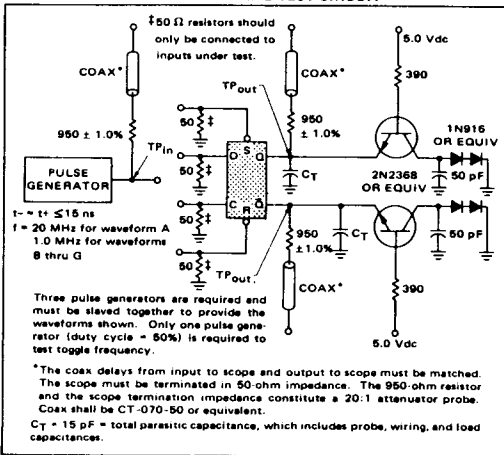 ‡50 Ω resistors should
only be connected to
inputs under test.
COAX*
COAX*
5.0 Vdc
390
TPout
950 ± 1.0%
50 ‡
950
± 1.0%
1N916
OR EQUIV
PULSE
GENERATOR
TPin
50 ‡
D
S
Q
CT
2N2368
OR EQUIV
50 pF
t– ≈ t+ ≤15 ns
f = 20 MHz for waveform A
1.0 MHz for waveforms
B thru G
50 ‡
C
R
Q̅
950
±1.0%
CT
50 pF
50 ‡
TPout
COAX*
390
5.0 Vdc
Three pulse generators are required and
must be slaved together to provide the
waveforms shown. Only one pulse gene-
rator (duty cycle = 50%) is required to
test toggle frequency.
*The coax delays from input to scope and output to scope must be matched.
The scope must be terminated in 50-ohm impedance. The 950-ohm resistor
and the scope termination impedance constitute a 20:1 attenuator probe.
Coax shall be CT-070-50 or equivalent.
CT = 15 pF = total parasitic capacitance, which includes probe, wiring, and load
capacitances.